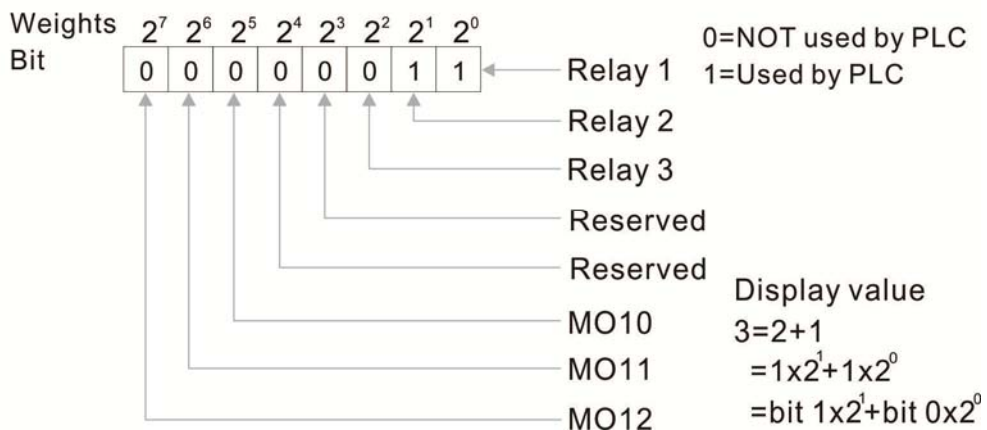 Weights 2⁷ 2⁶ 2⁵ 2⁴ 2³ 2² 2¹ 2⁰
Bit 0 0 0 0 0 0 1 1
Relay 1
0=NOT used by PLC
1=Used by PLC
Relay 2
Relay 3
Reserved
Reserved
MO10
MO11
MO12
Display value
3=2+1
=1x2¹+1x2⁰
=bit 1x2¹+bit 0x2⁰